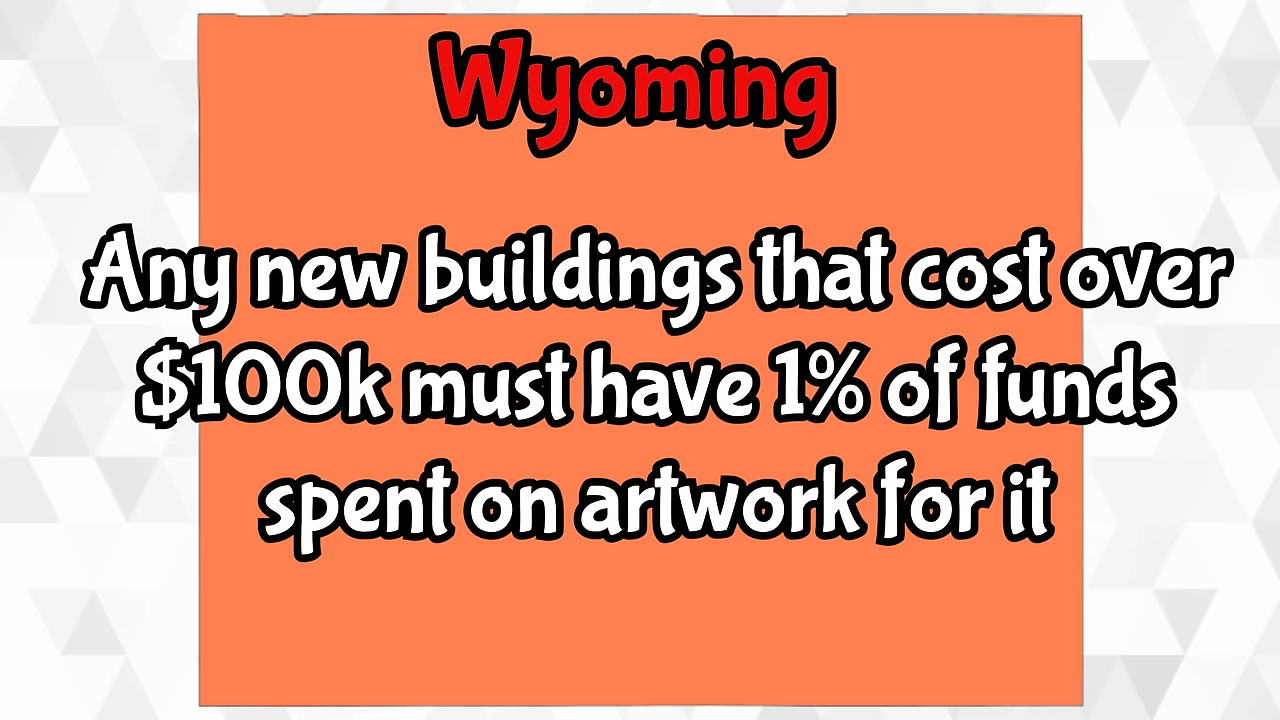 Wyoming
Any new buildings that cost over
$100k must have 1% of funds
spent on artwork for it